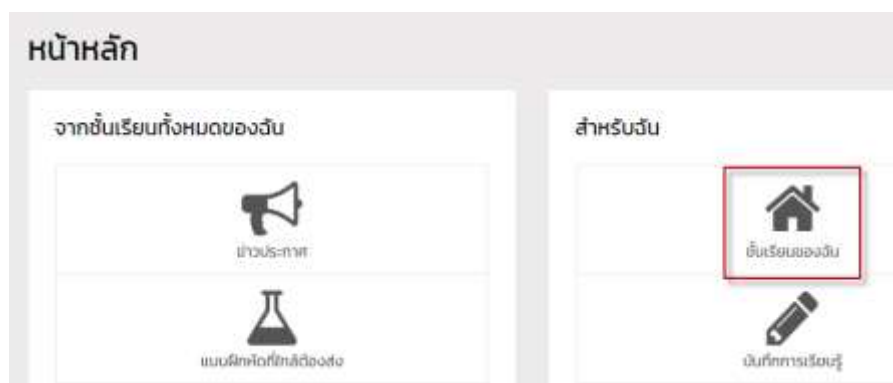 หน้าหลัก
จากชั้นเรียนทั้งหมดของฉัน
สำหรับฉัน
ข่าวประกาศ
ชั้นเรียนของฉัน
แบบฝึกหัดที่ใกล้ต้องส่ง
บันทึกการเรียนรู้